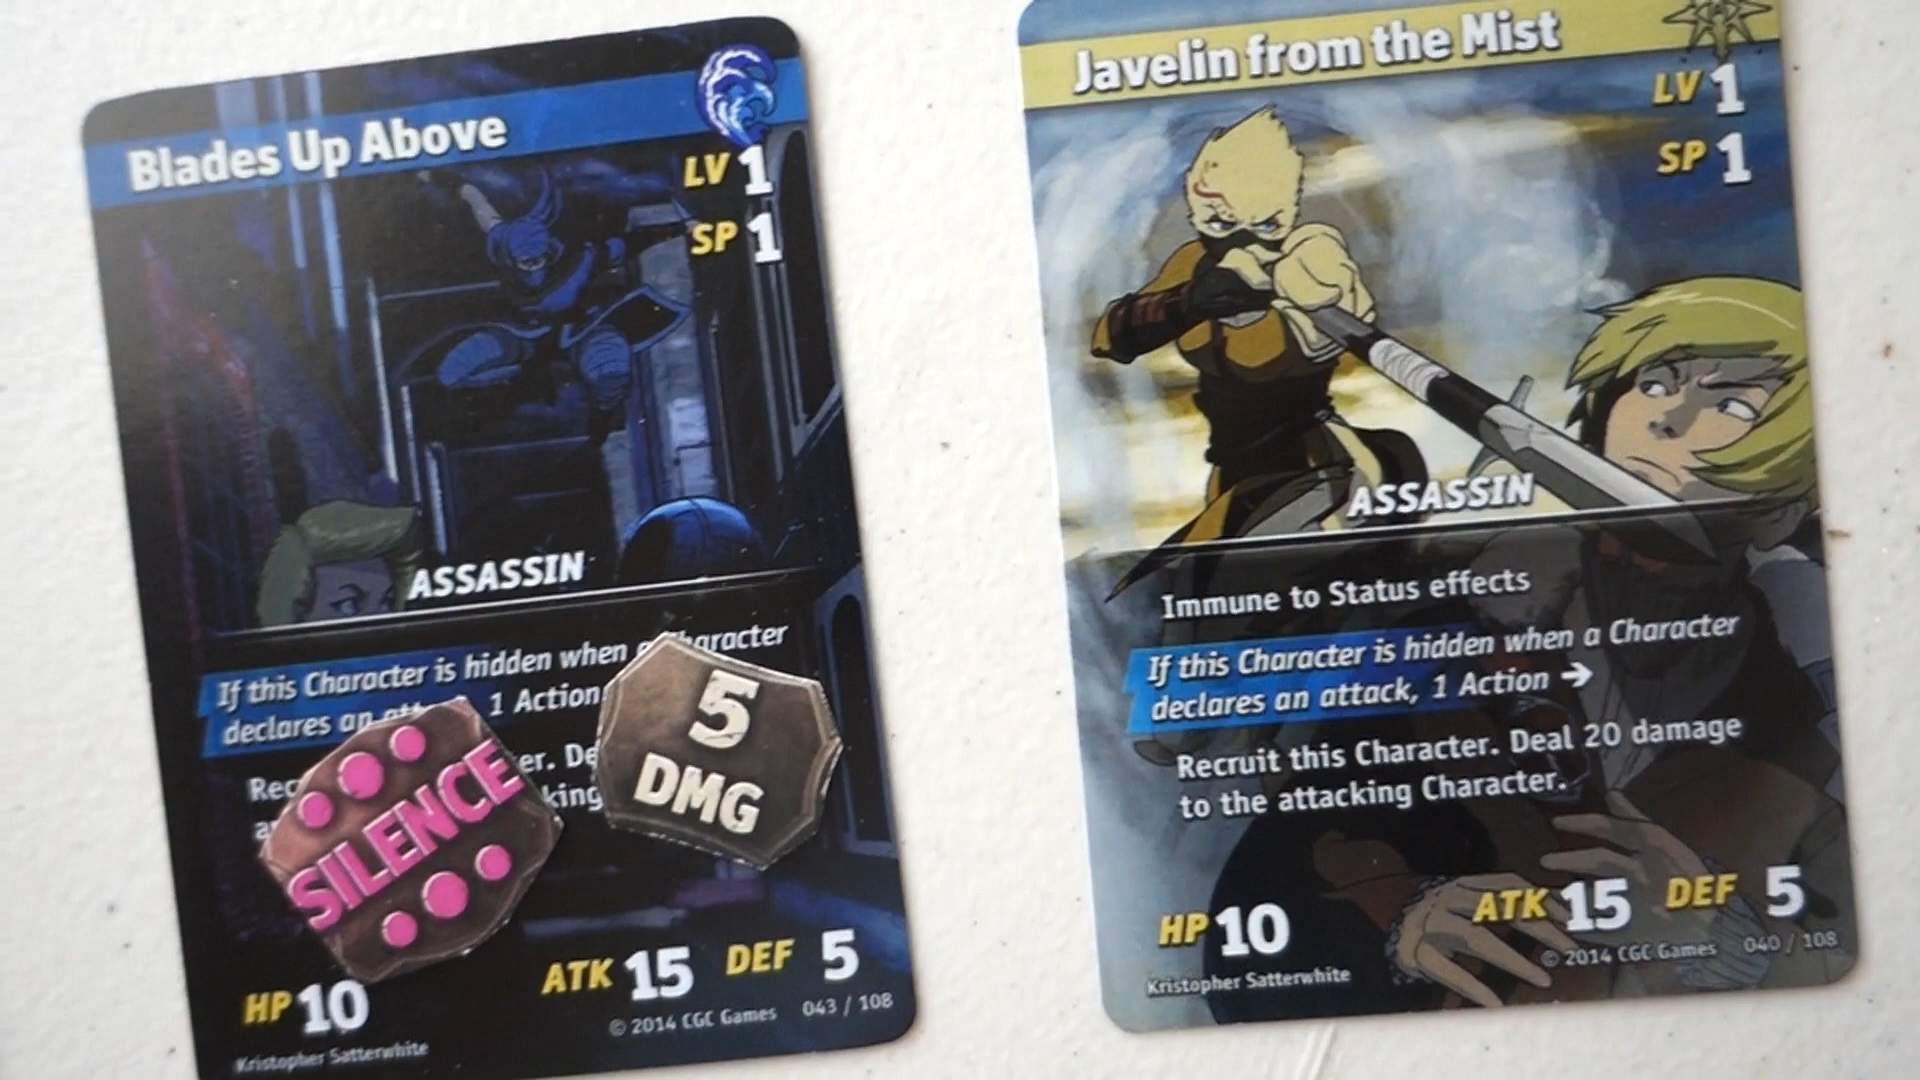 Blades Up Above
LV 1
SP 1
ASSASSIN
If this Character is hidden when Character
declares an 1 Action
SILENCE
5
DMG
HP 10
ATK 15 DEF 5
Kristopher Satterwhite
© 2014 CGC Games 043 / 108
Javelin from the Mist
LV 1
SP 1
ASSASSIN
Immune to Status effects
If this Character is hidden when a Character
declares an attack, 1 Action →
Recruit this Character. Deal 20 damage
to the attacking Character.
HP 10
ATK 15 DEF 5
Kristopher Satterwhite
© 2014 CGC Games 040 / 108